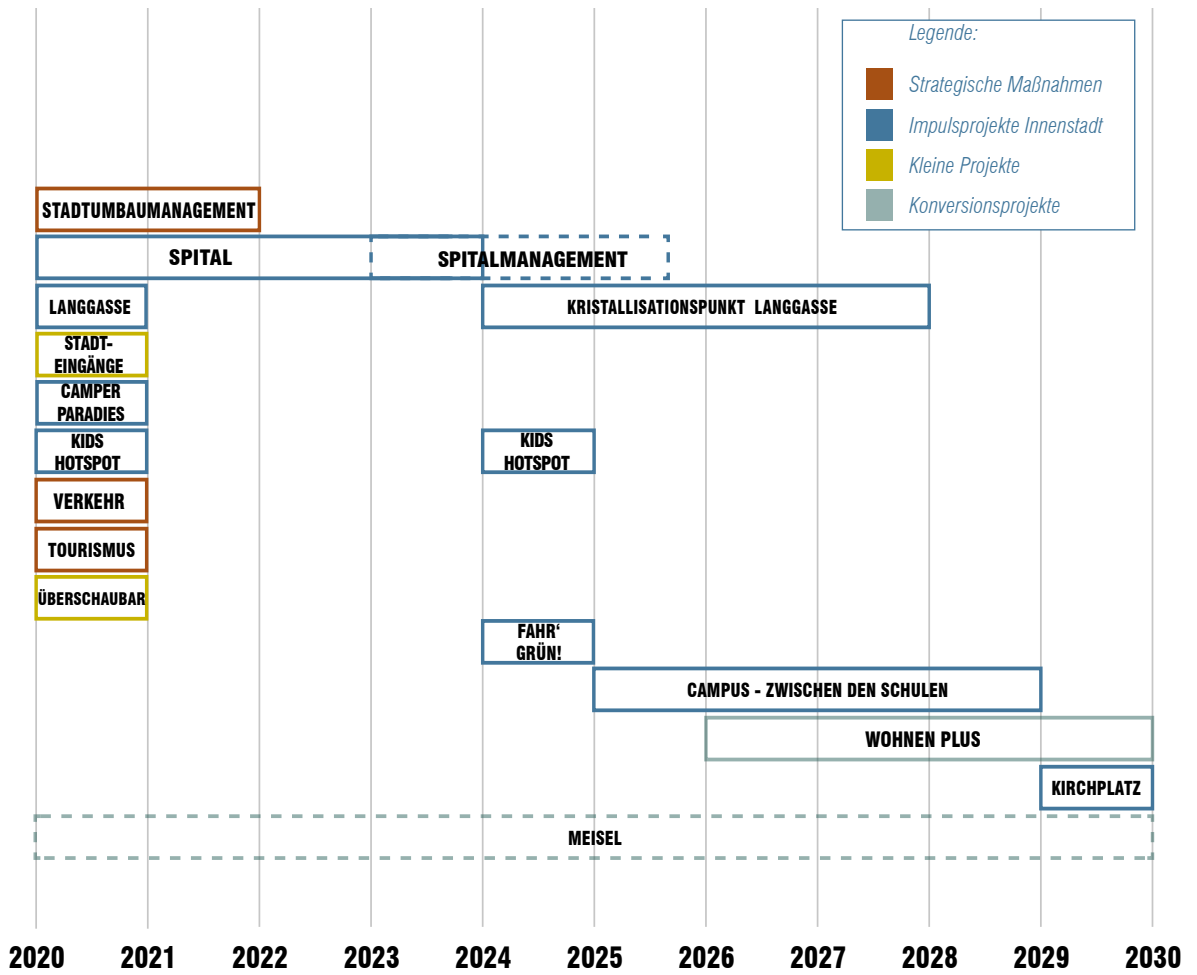 Legende:
Strategische Maßnahmen
Impulsprojekte Innenstadt
Kleine Projekte
Konversionsprojekte
STADTUMBAUMANAGEMENT
SPITAL
SPITALMANAGEMENT
LANGGASSE
KRISTALLISATIONSPUNKT LANGGASSE
STADT-
EINGÄNGE
CAMPER
PARADIES
KIDS
HOTSPOT
KIDS
HOTSPOT
VERKEHR
TOURISMUS
ÜBERSCHAUBAR
FAHR‘
GRÜN!
CAMPUS - ZWISCHEN DEN SCHULEN
WOHNEN PLUS
KIRCHPLATZ
MEISEL
2020 2021 2022 2023 2024 2025 2026 2027 2028 2029 2030